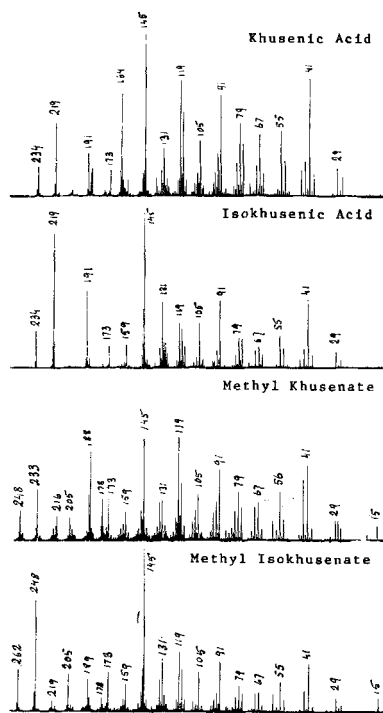 Khusenic Acid
234 219 191 173 164 146 131 119 105 91 79 67 55 41 29
Isokhusenic Acid
234 219 191 173 159 145 131 119 105 91 79 67 55 41 29
Methyl Khusenate
248 233 216 205 188 178 173 159 145 131 119 105 91 79 67 56 41 29 15
Methyl Isokhusenate
262 248 219 205 189 178 173 159 145 131 119 105 91 79 67 55 41 29 15